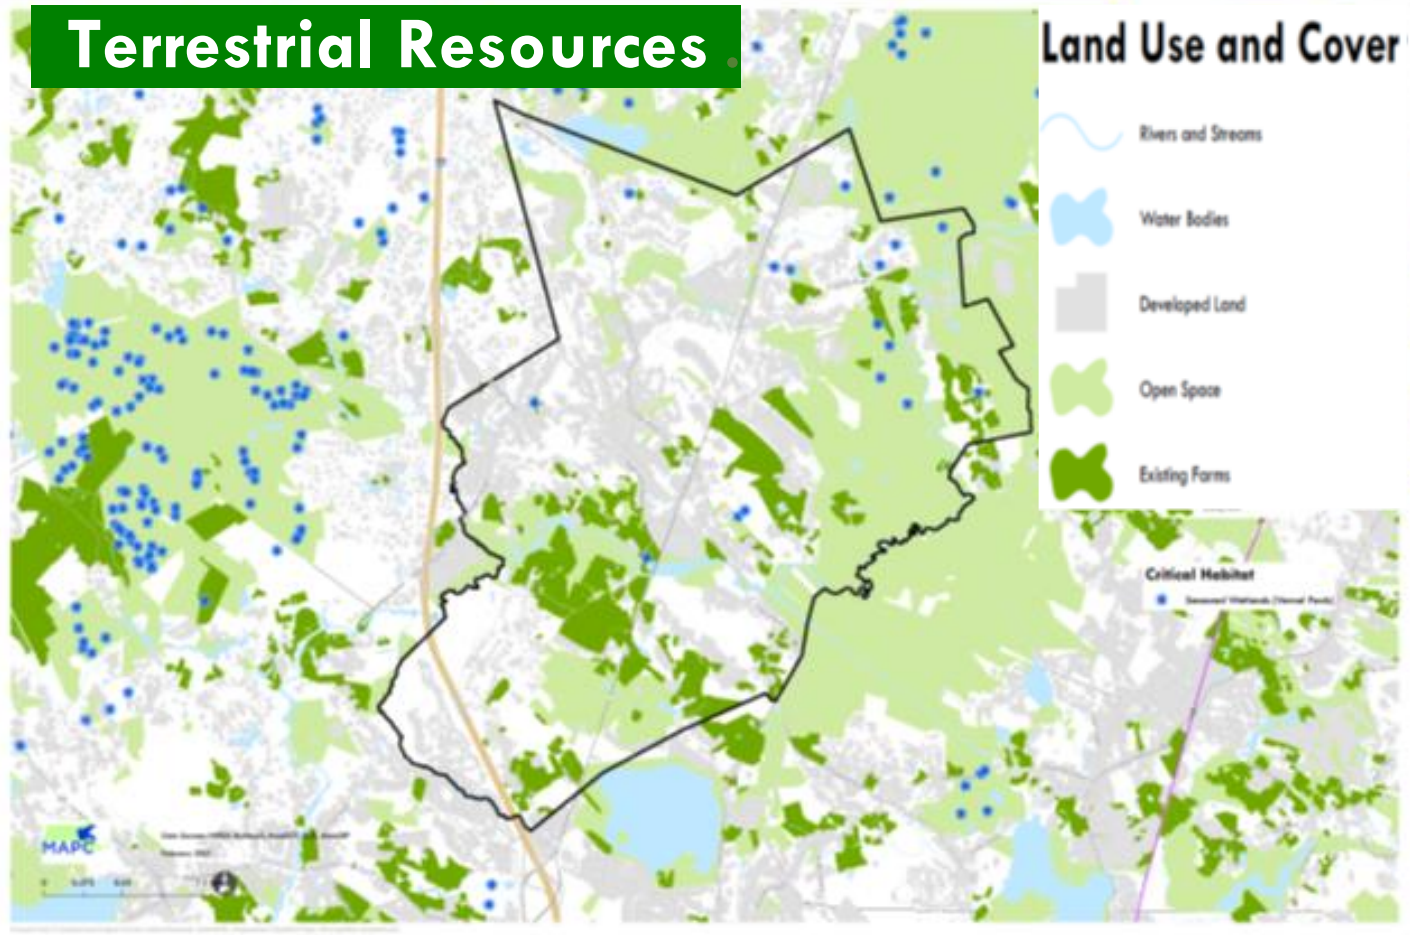 Terrestrial Resources .
Land Use and Cover
Rivers and Streams
Water Bodies
Developed Land
Open Space
Existing Farms
Critical Habitat
MAPC